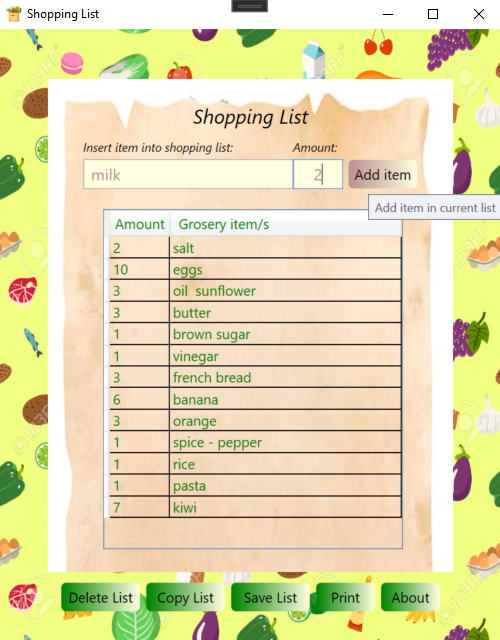 Shopping List
Shopping List
Insert item into shopping list: Amount:
milk 2 Add item
Add item in current list
Amount Grosery item/s
2 salt
10 eggs
3 oil  sunflower
3 butter
1 brown sugar
1 vinegar
3 french bread
6 banana
3 orange
1 spice - pepper
1 rice
1 pasta
7 kiwi
Delete List Copy List Save List Print About